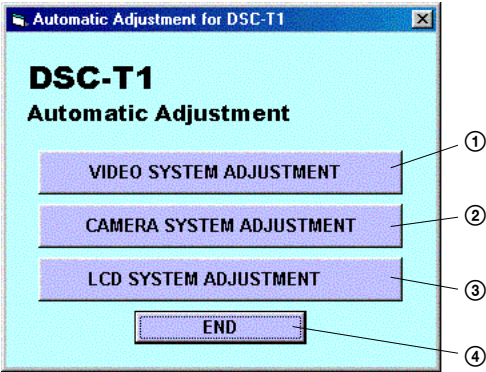 Automatic Adjustment for DSC-T1
DSC-T1
Automatic Adjustment
VIDEO SYSTEM ADJUSTMENT
①
CAMERA SYSTEM ADJUSTMENT
②
LCD SYSTEM ADJUSTMENT
③
END
④